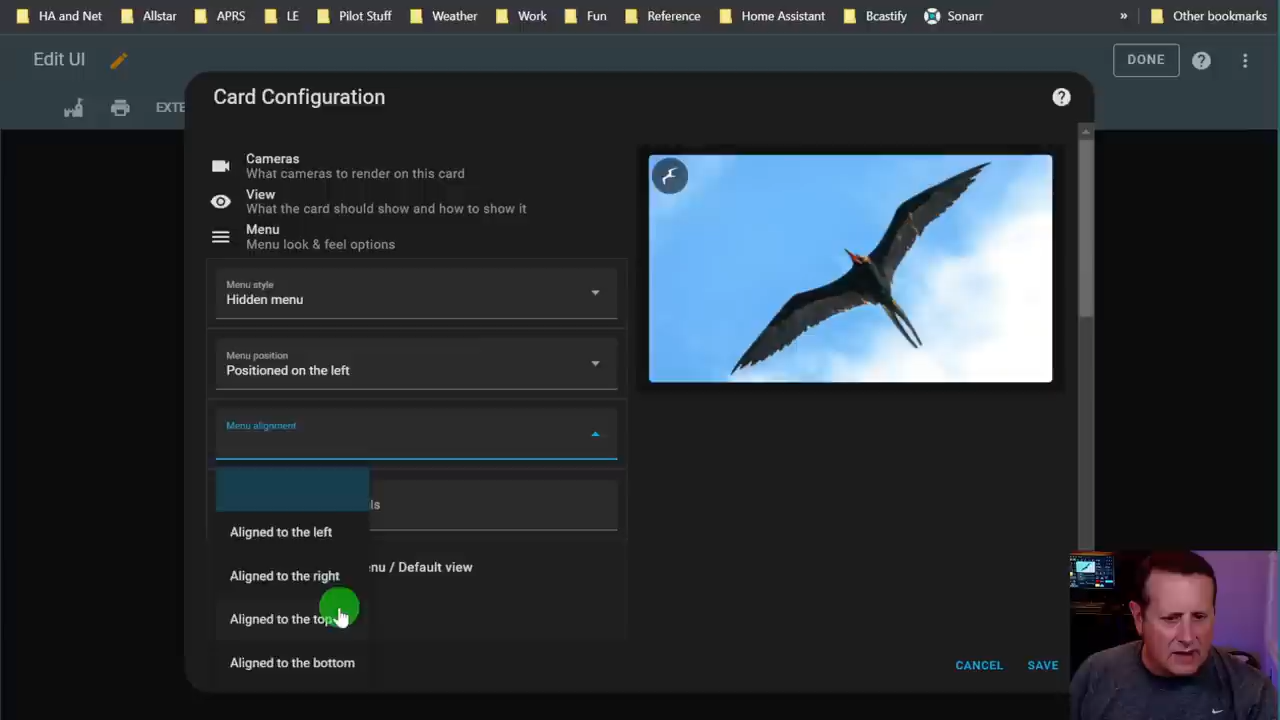 HA and Net Allstar APRS LE Pilot Stuff Weather Work Fun Reference Home Assistant Bcastify Sonarr » Other bookmarks
Edit UI DONE
EXTE
Card Configuration
Cameras
What cameras to render on this card
View
What the card should show and how to show it
Menu
Menu look & feel options
Menu style
Hidden menu
Menu position
Positioned on the left
Menu alignment
ls
Aligned to the left
enu / Default view
Aligned to the right
Aligned to the top
Aligned to the bottom
CANCEL SAVE